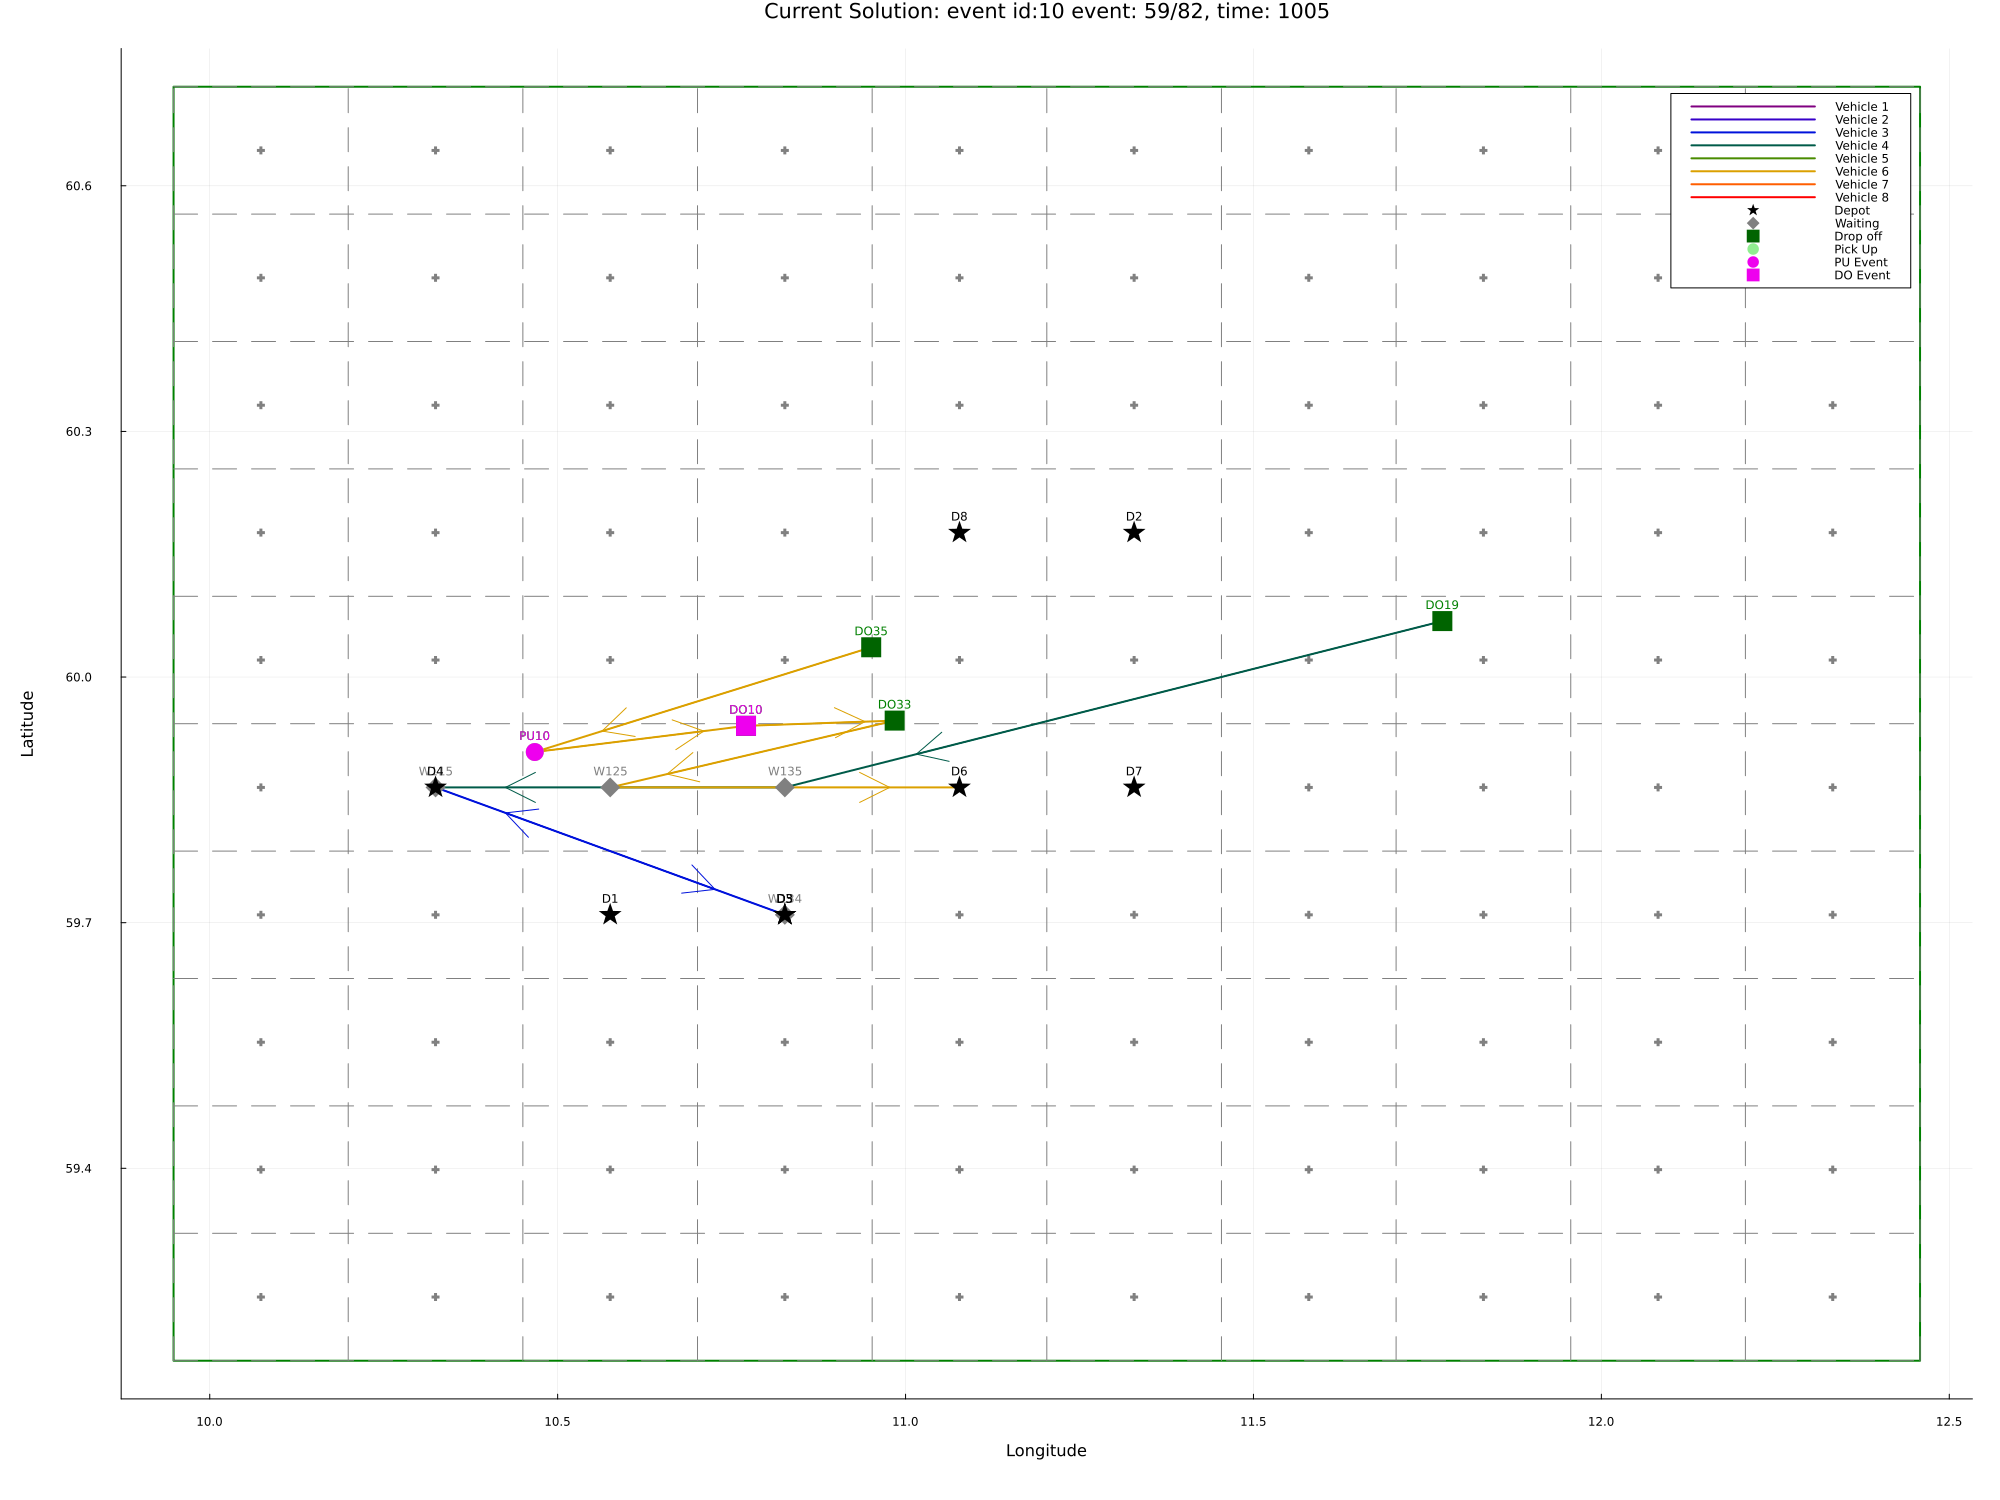 Current Solution: event id:10 event: 59/82, time: 1005
Vehicle 1
Vehicle 2
Vehicle 3
Vehicle 4
Vehicle 5
Vehicle 6
Vehicle 7
Vehicle 8
Depot
Waiting
Drop off
Pick Up
PU Event
DO Event
60.6
60.3
60.0
59.7
59.4
Latitude
D8
D2
DO19
DO35
DO33
DO10
PU10
D4
W125
W135
D6
D7
D1
10.0
10.5
11.0
11.5
12.0
12.5
Longitude